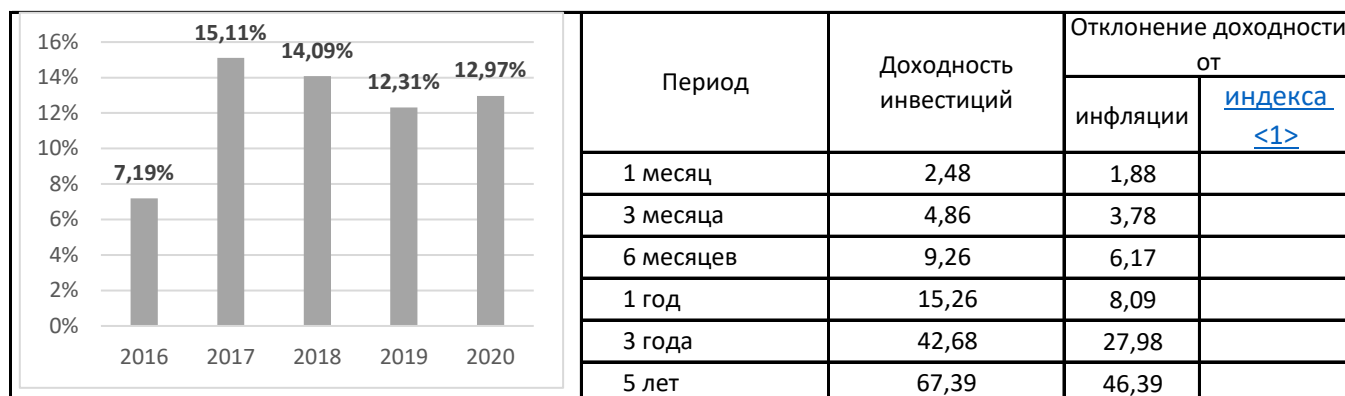 16%
14%
12%
10%
8%
6%
4%
2%
0%
7,19%
15,11%
14,09%
12,31%
12,97%
2016 2017 2018 2019 2020
Период
Доходность
инвестиций
Отклонение доходности
от
инфляции
индекса
<1>
1 месяц 2,48 1,88
3 месяца 4,86 3,78
6 месяцев 9,26 6,17
1 год 15,26 8,09
3 года 42,68 27,98
5 лет 67,39 46,39